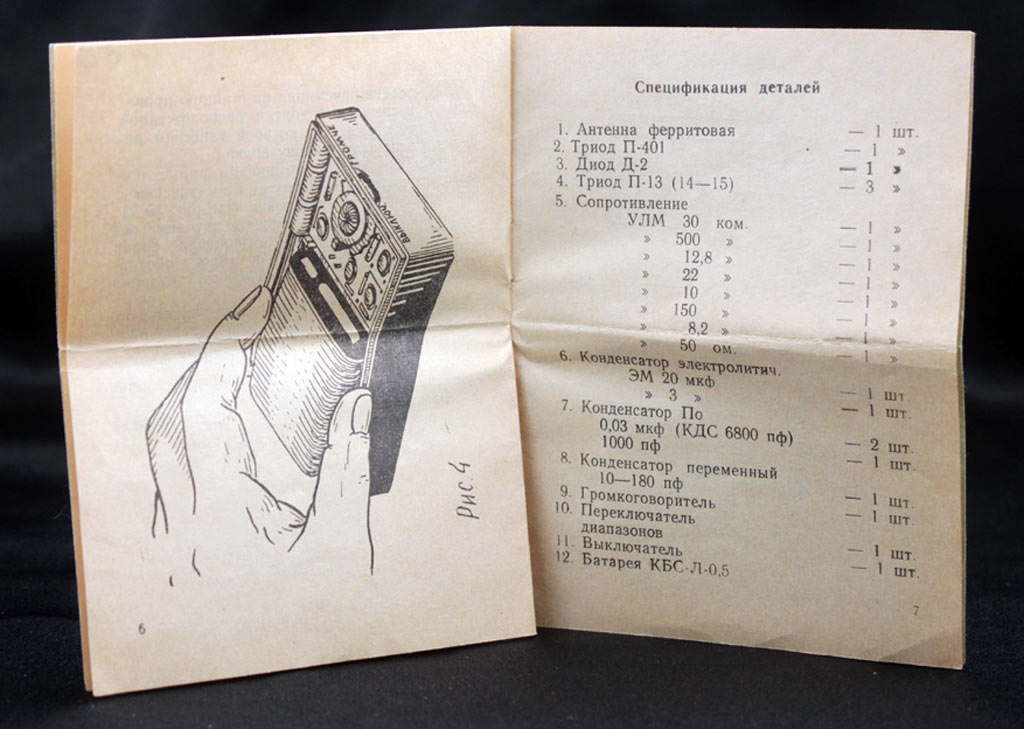 ГРОМЧЕ
ВЫКЛЮЧ
Рис. 4
6
Спецификация деталей
1. Антенна ферритовая — 1 шт.
2. Триод П-401 — 1 »
3. Диод Д-2 — 1 »
4. Триод П-13 (14—15) — 3 »
5. Сопротивление
УЛМ 30 ком. — 1 »
» 500 » — 1 »
» 12,8 » — 1 »
» 22 » — 1 »
» 10 » — 1 »
» 150 » — 1 »
» 8,2 » — 1 »
» 50 ом. — 1 »
6. Конденсатор электролитич.
ЭМ 20 мкф — 1 шт.
» 3 » — 1 шт.
7. Конденсатор По
0,03 мкф (КДС 6800 пф) — 2 шт.
1000 пф — 1 шт.
8. Конденсатор переменный
10—180 пф — 1 шт.
9. Громкоговоритель — 1 шт.
10. Переключатель
диапазонов — 1 шт.
11. Выключатель — 1 шт.
12. Батарея КБС-Л-0,5
7